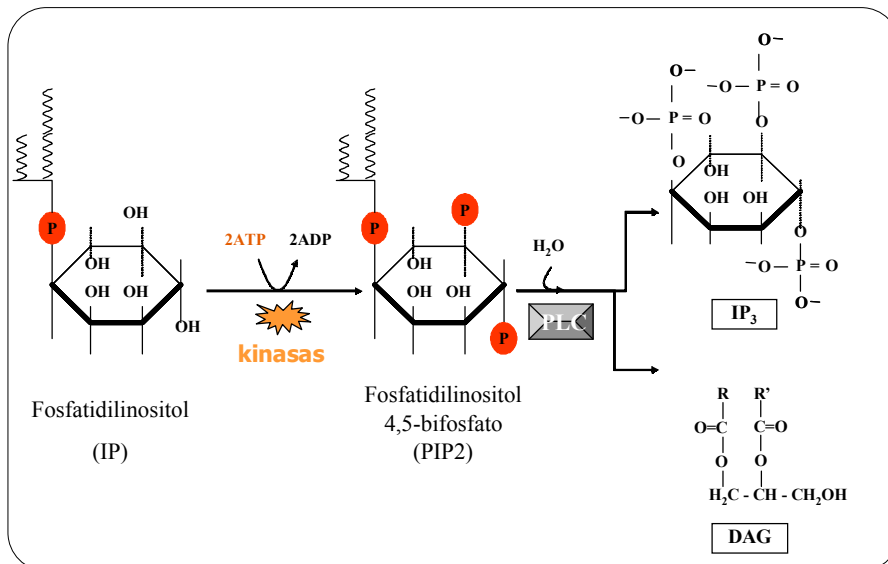 P
OH
OH
OH
OH
OH
Fosfatidilinositol
(IP)
2ATP
2ADP
kinasas
P
P
OH
OH
OH
P
Fosfatidilinositol
4,5-bifosfato
(PIP2)
H₂O
PLC
O–
–O–P=O
O
O–
–O–P=O
O
OH
OH
OH
O
–O–P=O
O–
IP₃
R R'
O=C C=O
O O
H₂C - CH - CH₂OH
DAG